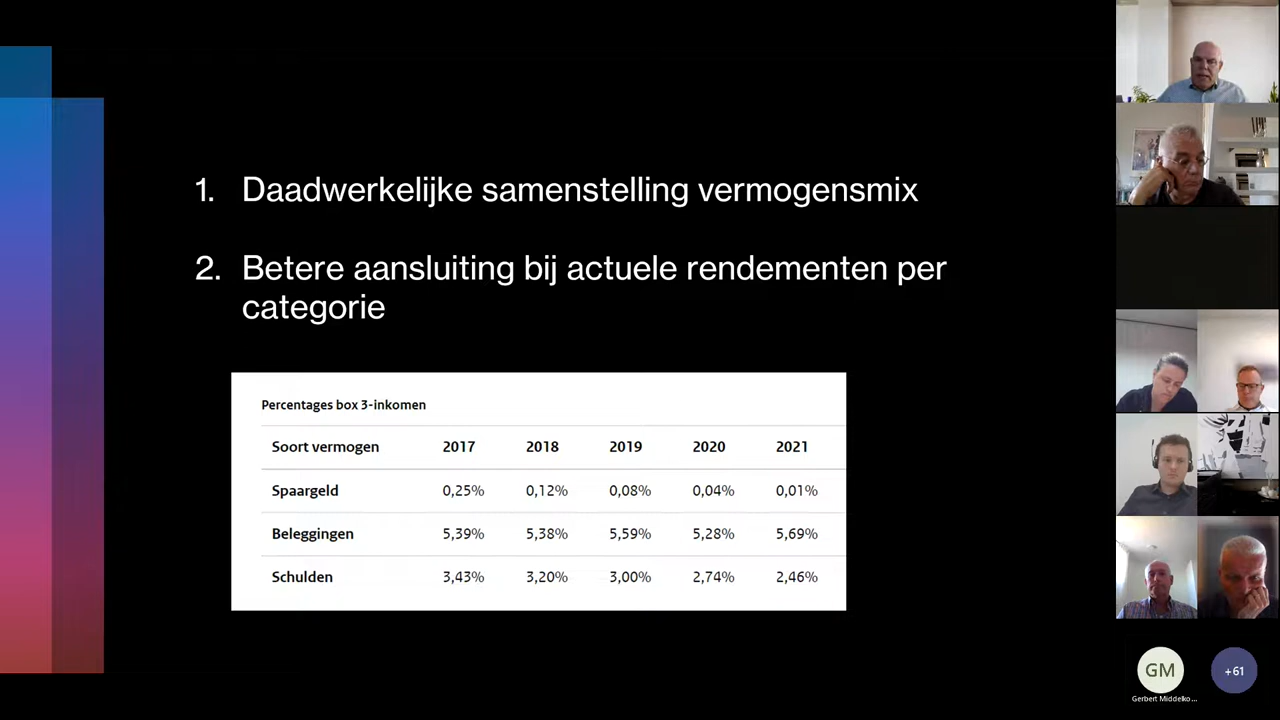 1. Daadwerkelijke samenstelling vermogensmix
2. Betere aansluiting bij actuele rendementen per
categorie
Percentages box 3-inkomen
Soort vermogen 2017 2018 2019 2020 2021
Spaargeld 0,25% 0,12% 0,08% 0,04% 0,01%
Beleggingen 5,39% 5,38% 5,59% 5,28% 5,69%
Schulden 3,43% 3,20% 3,00% 2,74% 2,46%
GM
+61
Gerbert Middelko...